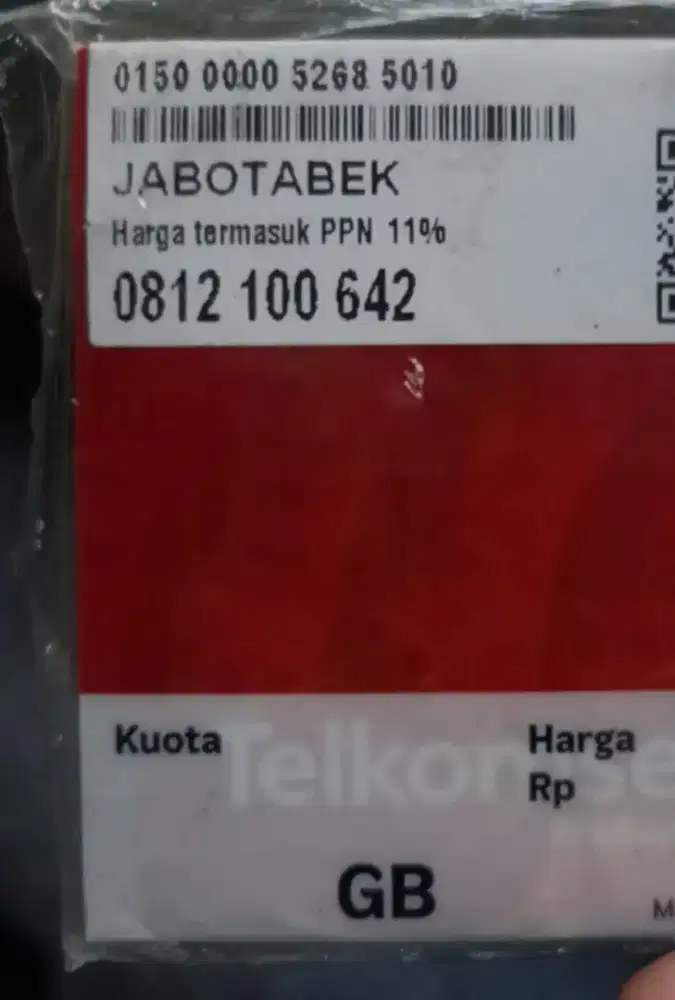 0150 0000 5268 5010
JABOTABEK
Harga termasuk PPN 11%
0812 100 642
Kuota
Harga
Rp
GB